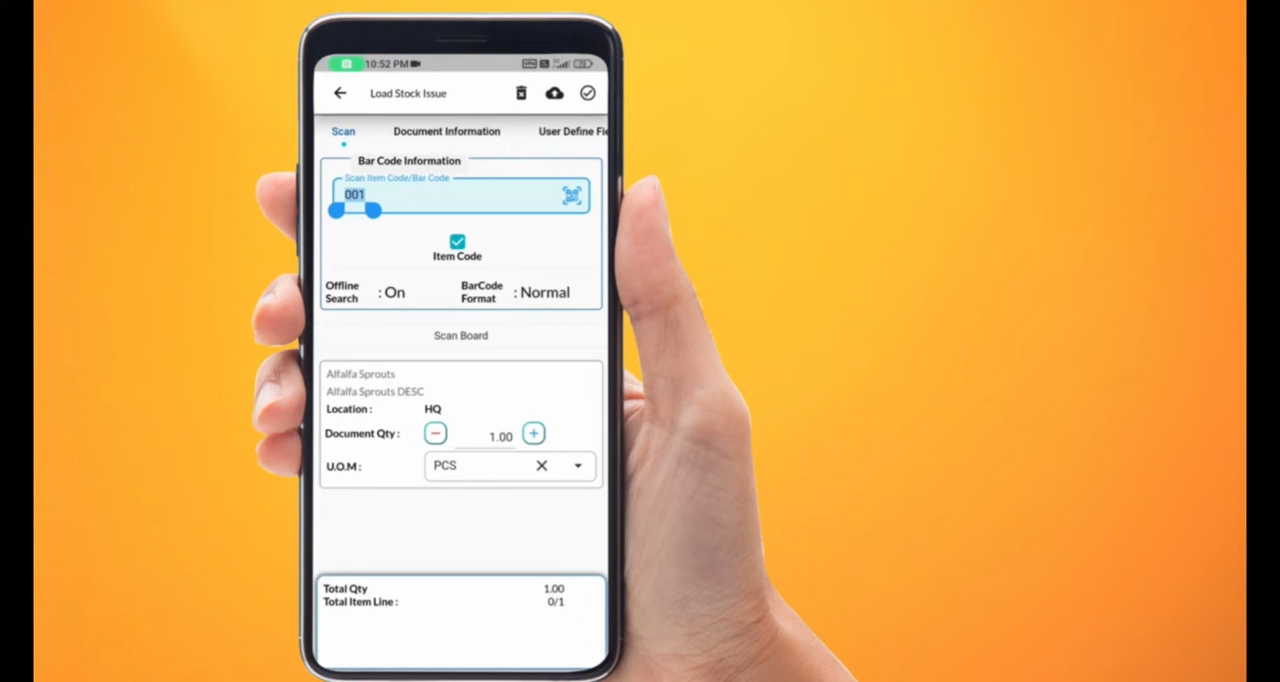 10:52 PM
Load Stock Issue
Scan Document Information User Define Fie
Bar Code Information
Scan Item Code/Bar Code
001
Item Code
Offline Search : On BarCode Format : Normal
Scan Board
Alfalfa Sprouts
Alfalfa Sprouts DESC
Location : HQ
Document Qty : 1.00
U.O.M : PCS
Total Qty 1.00
Total Item Line : 0/1